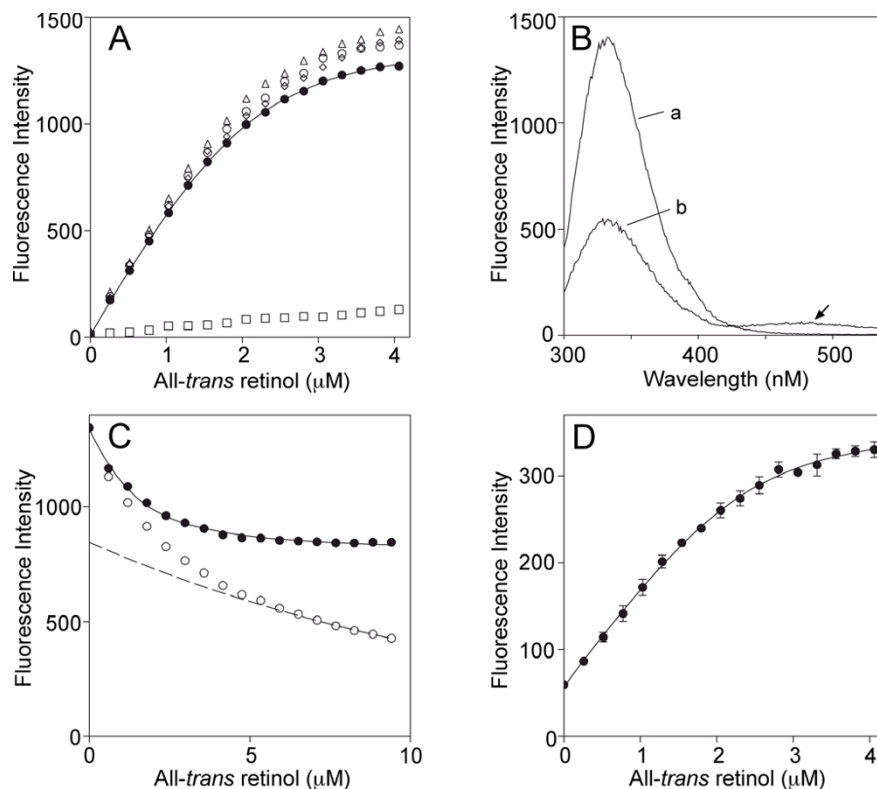 A
1500
1000
500
0
Fluorescence Intensity
0 1 2 3 4
All-trans retinol (μM)
B
1500
1000
500
0
Fluorescence Intensity
a
b
300 400 500
Wavelength (nM)
C
1000
500
0
Fluorescence Intensity
0 5 10
All-trans retinol (μM)
D
300
200
100
0
Fluorescence Intensity
0 1 2 3 4
All-trans retinol (μM)